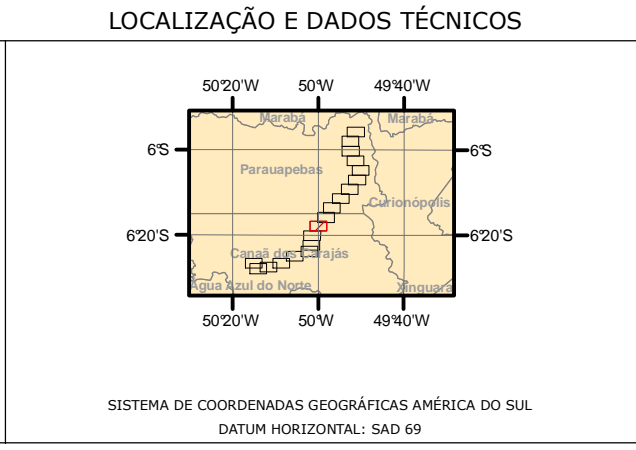 LOCALIZAÇÃO E DADOS TÉCNICOS
50°20'W 50°W 49°40'W
Marabá Marabá
6°S 6°S
Parauapebas
Curionópolis
6°20'S 6°20'S
Canaã dos Carajás
Água Azul do Norte Xinguara
50°20'W 50°W 49°40'W
SISTEMA DE COORDENADAS GEOGRÁFICAS AMÉRICA DO SUL
DATUM HORIZONTAL: SAD 69